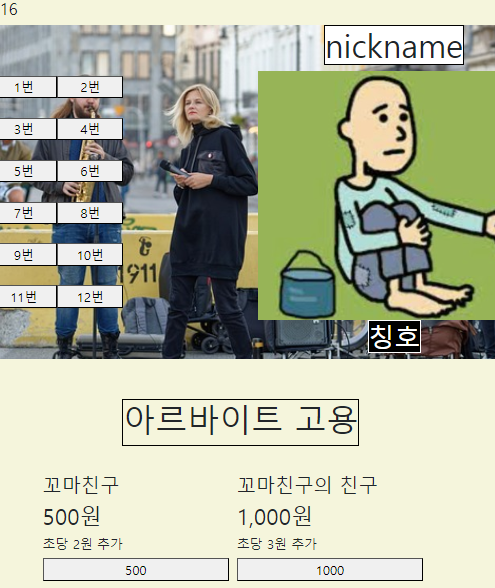 16
nickname
1번 2번
3번 4번
5번 6번
7번 8번
9번 10번
11번 12번
1911
칭호
아르바이트 고용
꼬마친구 꼬마친구의 친구
500원 1,000원
초당 2원 추가 초당 3원 추가
500 1000